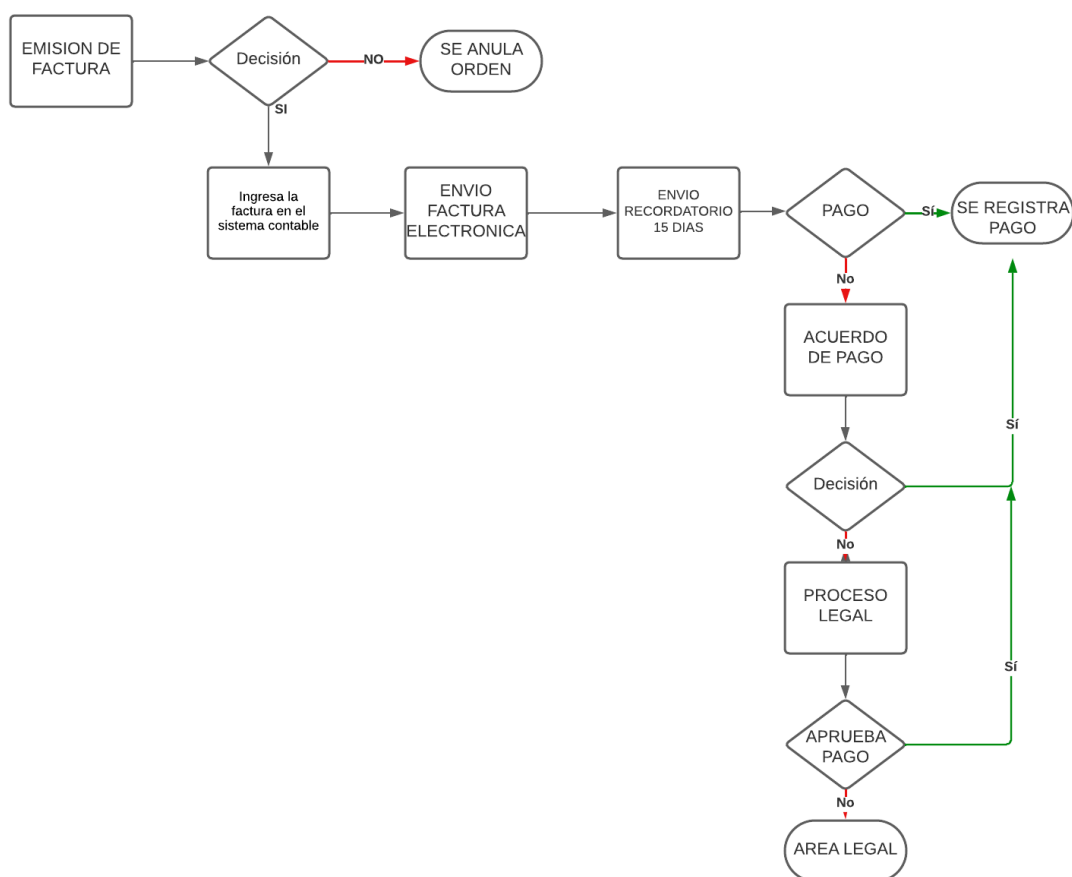 EMISION DE
FACTURA
Decisión
NO
SE ANULA
ORDEN
SI
Ingresa la
factura en el
sistema contable
ENVIO
FACTURA
ELECTRONICA
ENVIO
RECORDATORIO
15 DIAS
PAGO
Sí
SE REGISTRA
PAGO
No
ACUERDO
DE PAGO
Sí
Decisión
No
PROCESO
LEGAL
Sí
APRUEBA
PAGO
No
AREA LEGAL